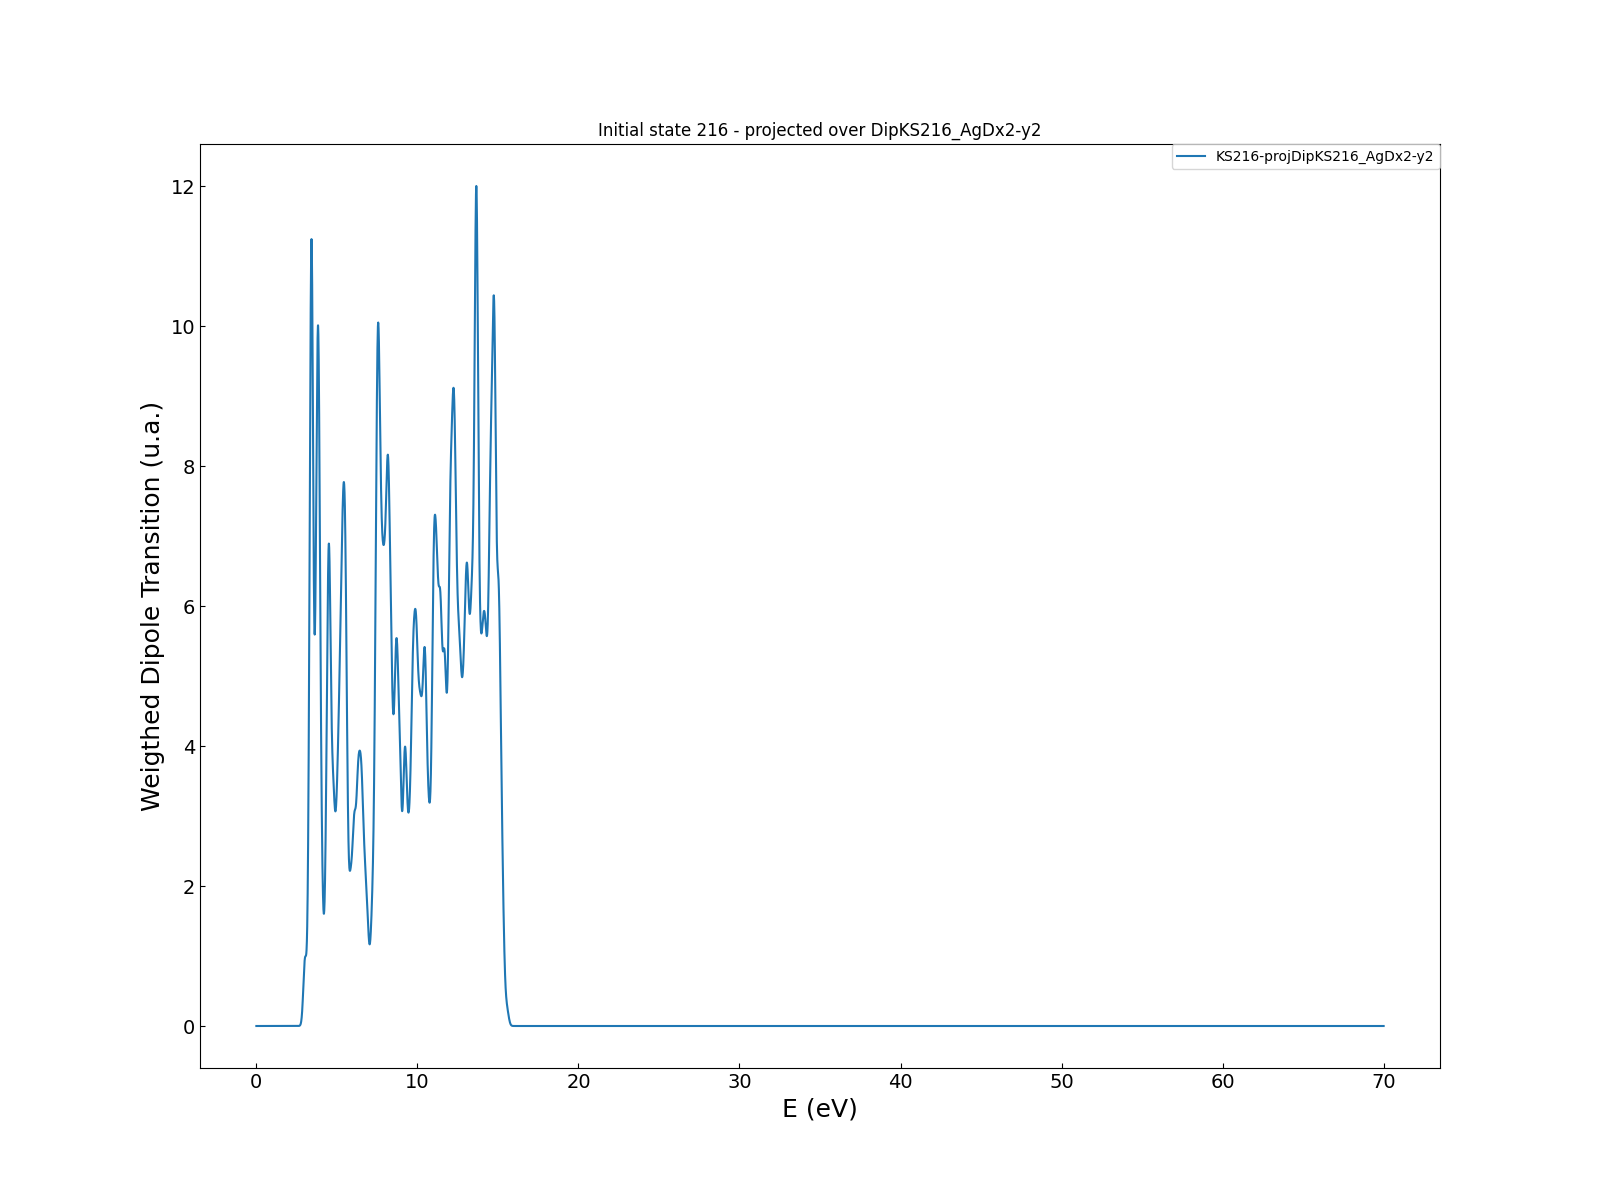 Initial state 216 - projected over DipKS216_AgDx2-y2
KS216-projDipKS216_AgDx2-y2
Weigthed Dipole Transition (u.a.)
12
10
8
6
4
2
0
0 10 20 30 40 50 60 70
E (eV)